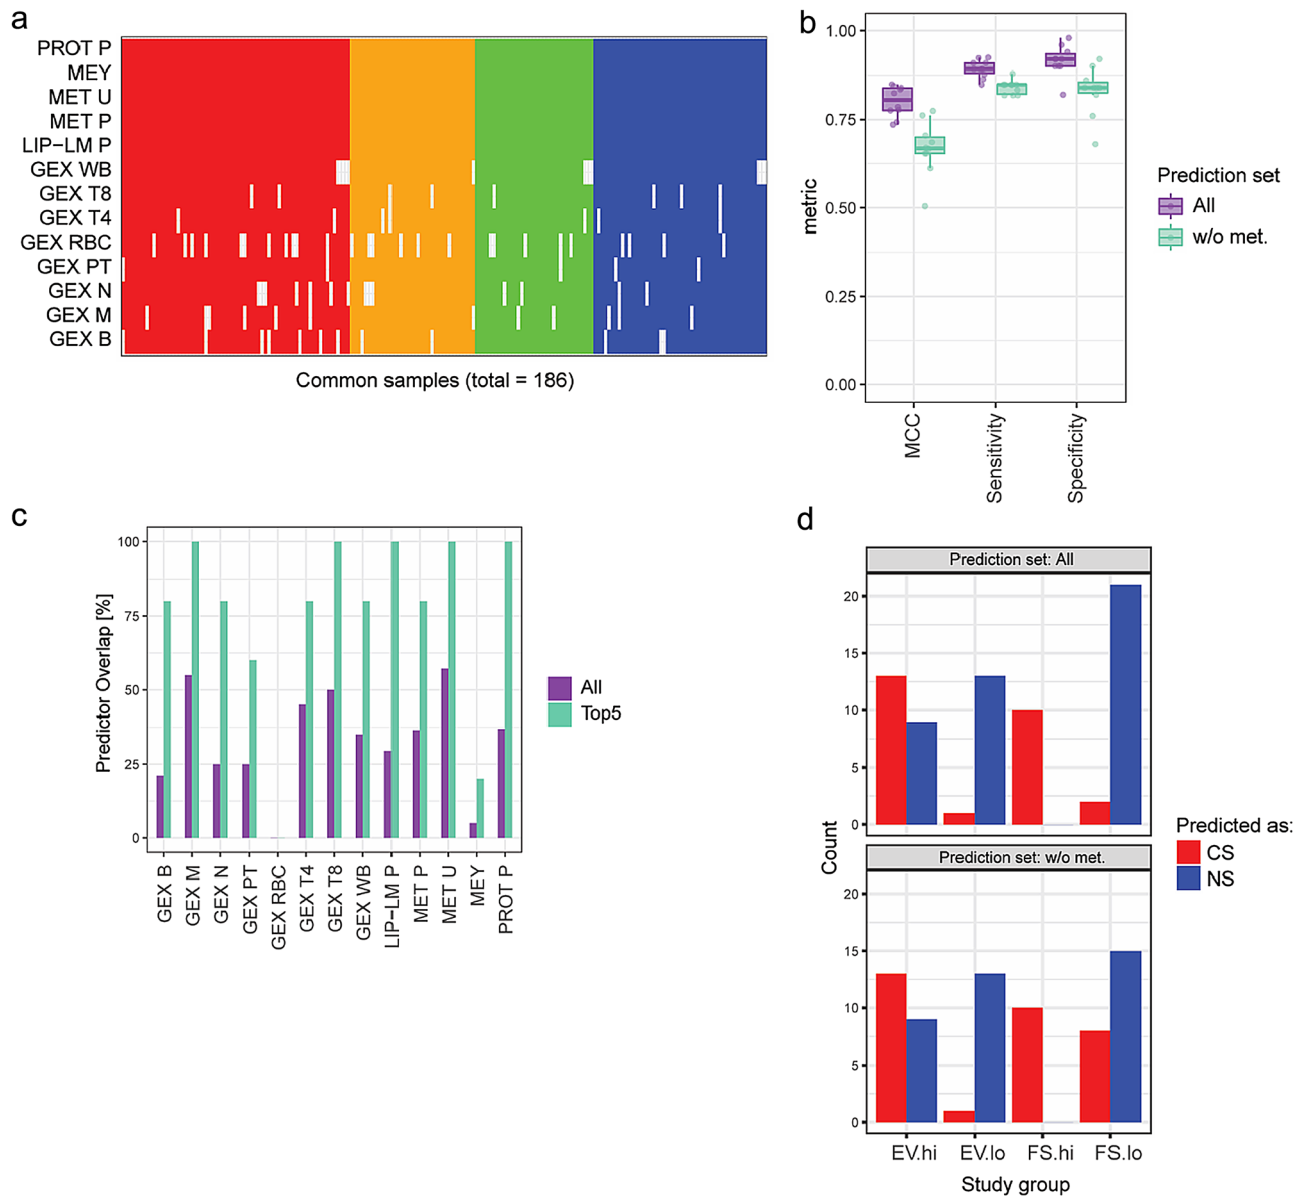 a
PROT P
MEY
MET U
MET P
LIP-LM P
GEX WB
GEX T8
GEX T4
GEX RBC
GEX PT
GEX N
GEX M
GEX B
Common samples (total = 186)
b
1.00
0.75
0.50
0.25
0.00
metric
MCC
Sensitivity
Specificity
Prediction set
All
w/o met.
c
100
75
50
25
0
Predictor Overlap [%]
GEX B
GEX M
GEX N
GEX PT
GEX RBC
GEX T4
GEX T8
GEX WB
LIP-LM P
MET P
MET U
MEY
PROT P
All
Top5
d
Prediction set: All
20
15
10
5
0
Prediction set: w/o met.
20
15
10
5
0
Count
EV.hi
EV.lo
FS.hi
FS.lo
Study group
Predicted as:
CS
NS